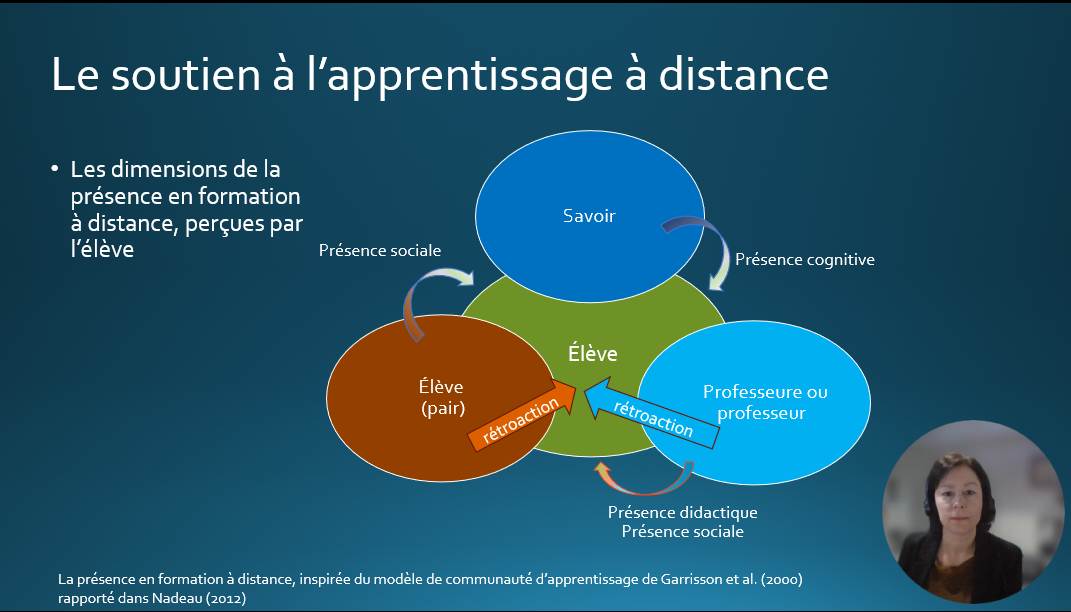 Le soutien à l'apprentissage à distance
• Les dimensions de la
présence en formation
à distance, perçues par
l'élève
Savoir
Présence sociale
Présence cognitive
Élève
Élève
(pair)
Professeure ou
professeur
rétroaction
rétroaction
Présence didactique
Présence sociale
La présence en formation à distance, inspirée du modèle de communauté d'apprentissage de Garrisson et al. (2000)
rapporté dans Nadeau (2012)